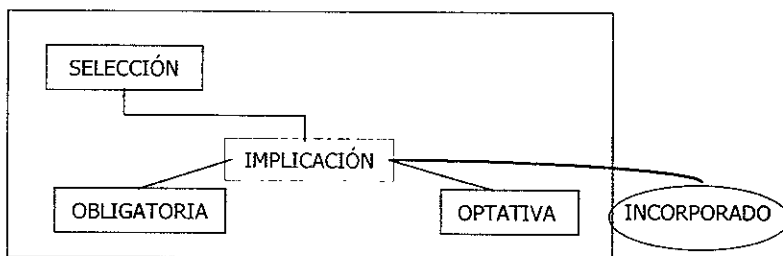 SELECCIÓN
IMPLICACIÓN
OBLIGATORIA
OPTATIVA
INCORPORADO